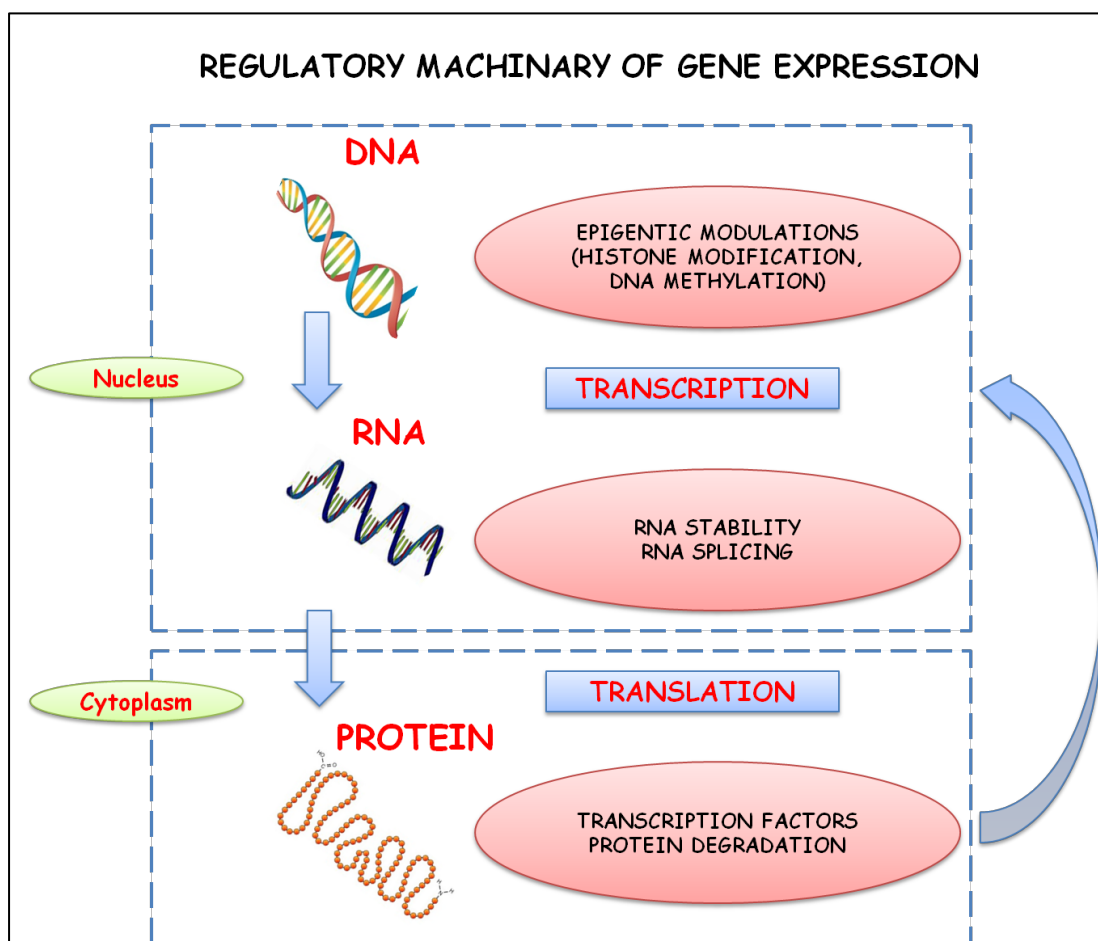 REGULATORY MACHINARY OF GENE EXPRESSION
DNA
EPIGENTIC MODULATIONS
(HISTONE MODIFICATION,
DNA METHYLATION)
Nucleus
TRANSCRIPTION
RNA
RNA STABILITY
RNA SPLICING
Cytoplasm
TRANSLATION
PROTEIN
TRANSCRIPTION FACTORS
PROTEIN DEGRADATION